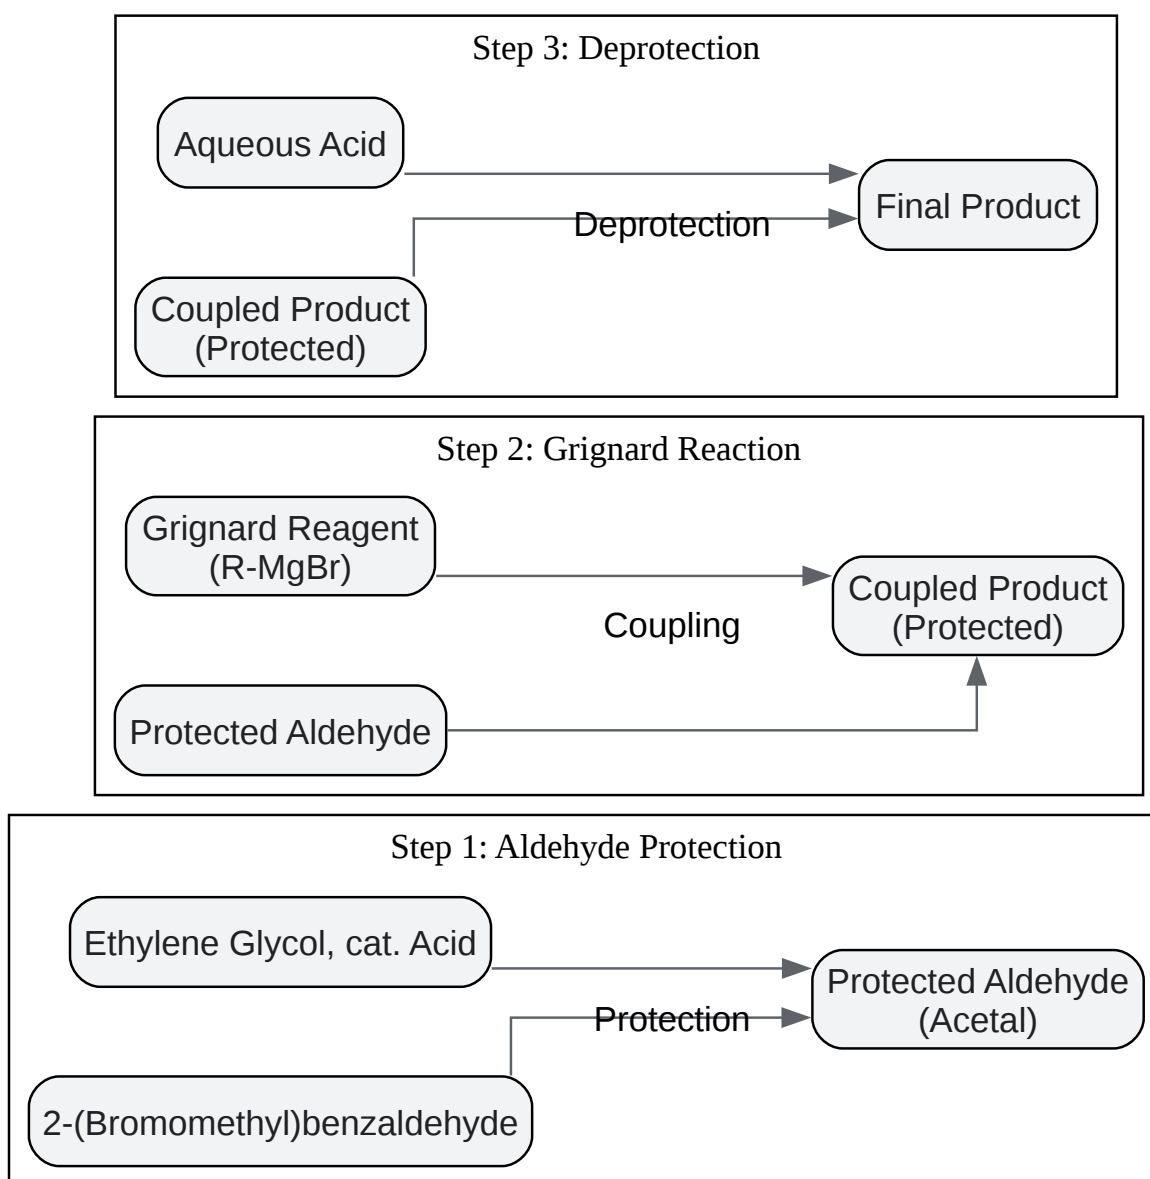 Step 3: Deprotection
Aqueous Acid
Final Product
Deprotection
Coupled Product
(Protected)
Step 2: Grignard Reaction
Grignard Reagent
(R-MgBr)
Coupled Product
(Protected)
Coupling
Protected Aldehyde
Step 1: Aldehyde Protection
Ethylene Glycol, cat. Acid
Protected Aldehyde
(Acetal)
Protection
2-(Bromomethyl)benzaldehyde